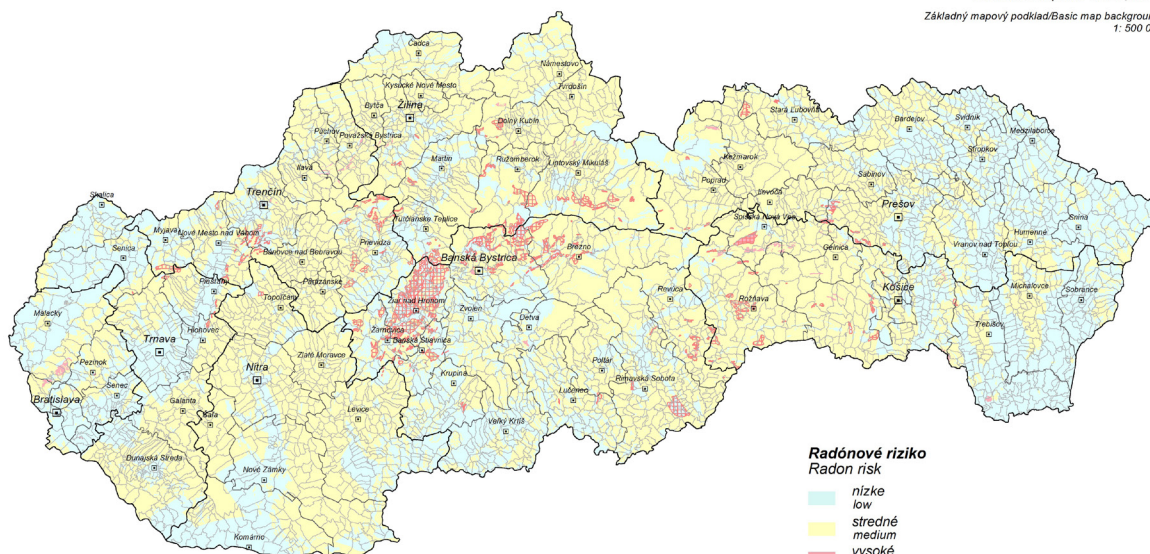 Základný mapový podklad/Basic map backgroun
1: 500 0
Čadca
Námestovo
Tvrdošín
Kysucké Nové Mesto
Bytča
Žilina
Dolný Kubín
Stará Ľubovňa
Svidník
Bardejov
Medzilaborce
Púchov
Považská Bystrica
Stropkov
Martin
Ružomberok
Liptovský Mikuláš
Kežmarok
Ilava
Poprad
Sabinov
Levoča
Trenčín
Skalica
Prešov
Turčianske Teplice
Spišská Nová Ves
Snina
Myjava
Nové Mesto nad Váhom
Humenné
Senica
Bánovce nad Bebravou
Prievidza
Brezno
Gelnica
Vranov nad Topľou
Banská Bystrica
Piešťany
Partizánske
Košice
Michalovce
Sobrance
Topoľčany
Revúca
Žiar nad Hronom
Rožňava
Malacky
Zvolen
Detva
Trebišov
Hlohovec
Trnava
Žarnovica
Banská Štiavnica
Zlaté Moravce
Pezinok
Nitra
Poltár
Krupina
Rimavská Sobota
Senec
Bratislava
Lučenec
Galanta
Levice
Šaľa
Veľký Krtíš
Dunajská Streda
Nové Zámky
Komárno
Radónové riziko
Radon risk
nízke
low
stredné
medium
vysoké